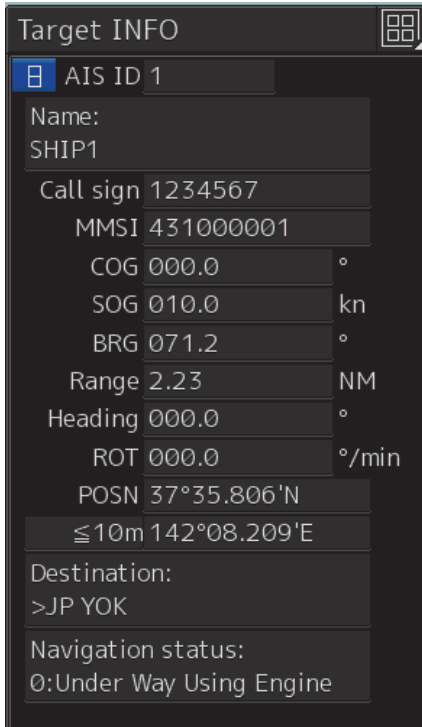 Target INFO
AIS ID 1
Name:
SHIP1
Call sign 1234567
MMSI 431000001
COG 000.0 °
SOG 010.0 kn
BRG 071.2 °
Range 2.23 NM
Heading 000.0 °
ROT 000.0 °/min
POSN 37°35.806'N
≦10m 142°08.209'E
Destination:
>JP YOK
Navigation status:
0:Under Way Using Engine